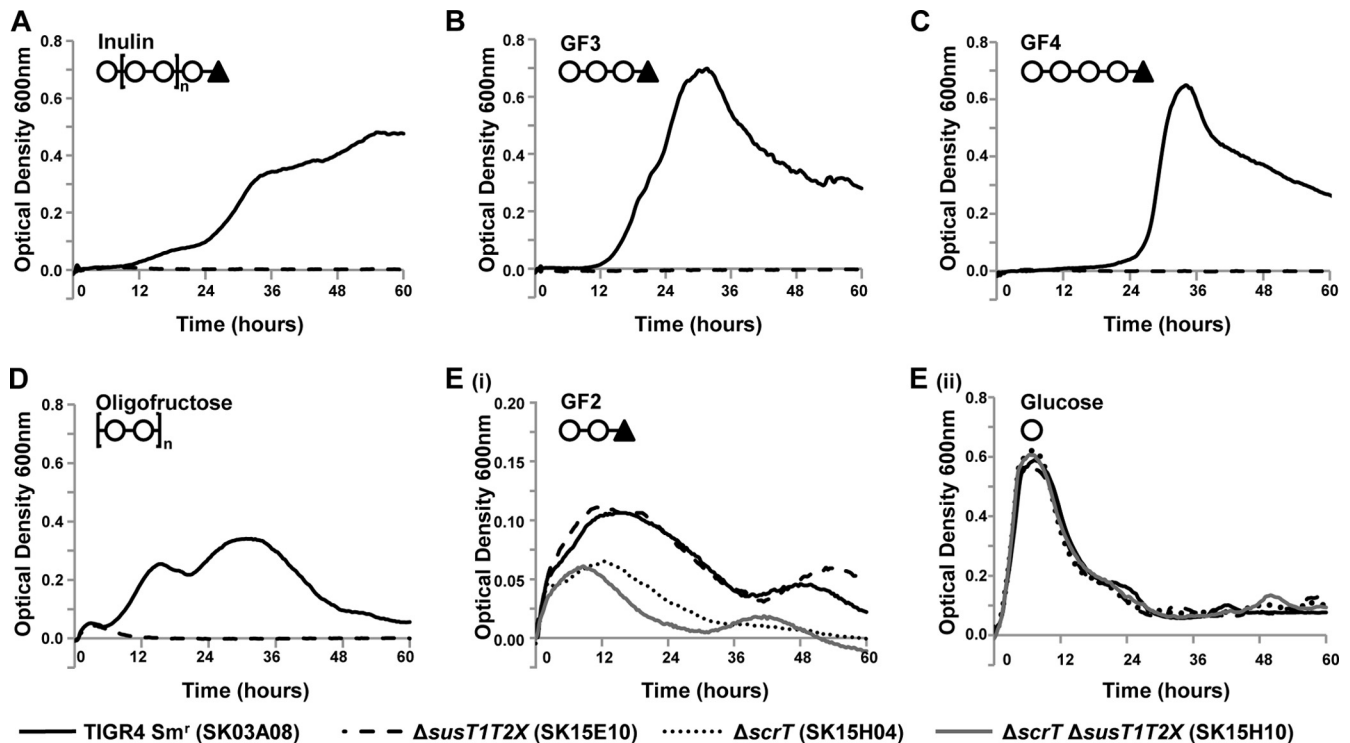 A
Inulin
n
Optical Density 600nm
0.8
0.6
0.4
0.2
0.0
0 12 24 36 48 60
Time (hours)
B
GF3
Optical Density 600nm
0.8
0.6
0.4
0.2
0.0
0 12 24 36 48 60
Time (hours)
C
GF4
Optical Density 600nm
0.8
0.6
0.4
0.2
0.0
0 12 24 36 48 60
Time (hours)
D
Oligofructose
n
Optical Density 600nm
0.8
0.6
0.4
0.2
0.0
0 12 24 36 48 60
Time (hours)
E (i)
GF2
Optical Density 600nm
0.20
0.15
0.10
0.05
0.00
0 12 24 36 48 60
Time (hours)
E (ii)
Glucose
Optical Density 600nm
0.8
0.6
0.4
0.2
0.0
0 12 24 36 48 60
Time (hours)
TIGR4 Smʳ (SK03A08) ΔsusT1T2X (SK15E10) ΔscrT (SK15H04) ΔscrT ΔsusT1T2X (SK15H10)